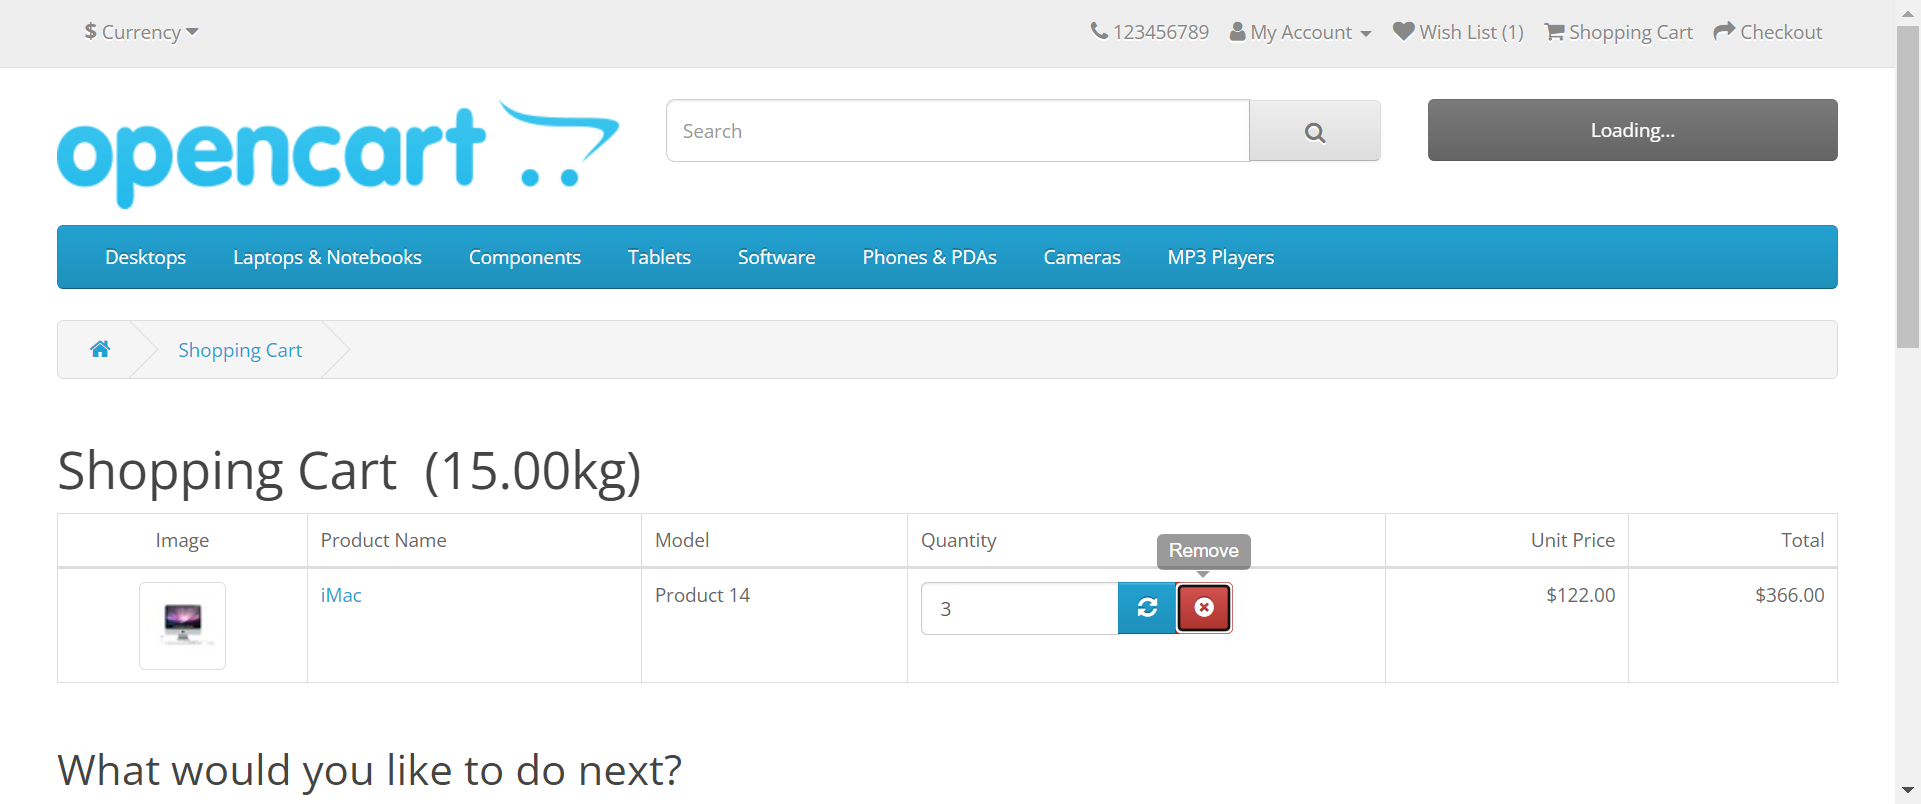 $ Currency
123456789 My Account Wish List (1) Shopping Cart Checkout
opencart
Search
Loading...
Desktops Laptops & Notebooks Components Tablets Software Phones & PDAs Cameras MP3 Players
Shopping Cart
Shopping Cart (15.00kg)
Image Product Name Model Quantity Unit Price Total
Remove
iMac Product 14 3 $122.00 $366.00
What would you like to do next?